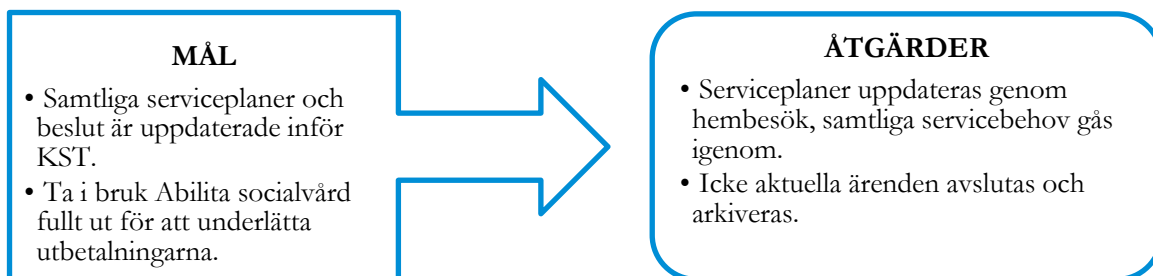 MÅL
• Samtliga serviceplaner och
beslut är uppdaterade inför
KST.
• Ta i bruk Abilita socialvård
fullt ut för att underlätta
utbetalningarna.
ÅTGÄRDER
• Serviceplaner uppdateras genom
hembesök, samtliga servicebehov gås
igenom.
• Icke aktuella ärenden avslutas och
arkiveras.